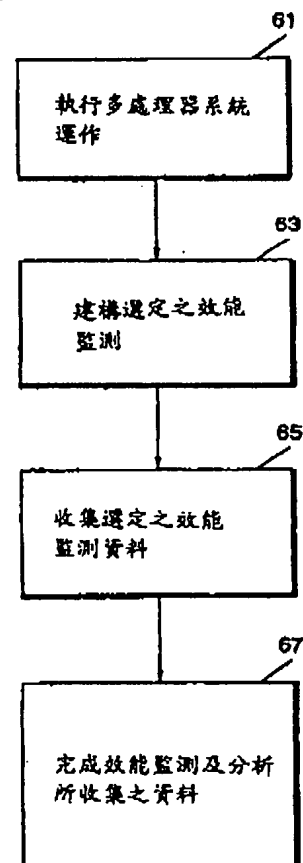 61
執行多處理器系統
運作
63
建構選定之效能
監測
65
收集選定之效能
監測資料
67
完成效能監測及分析
所收集之資料